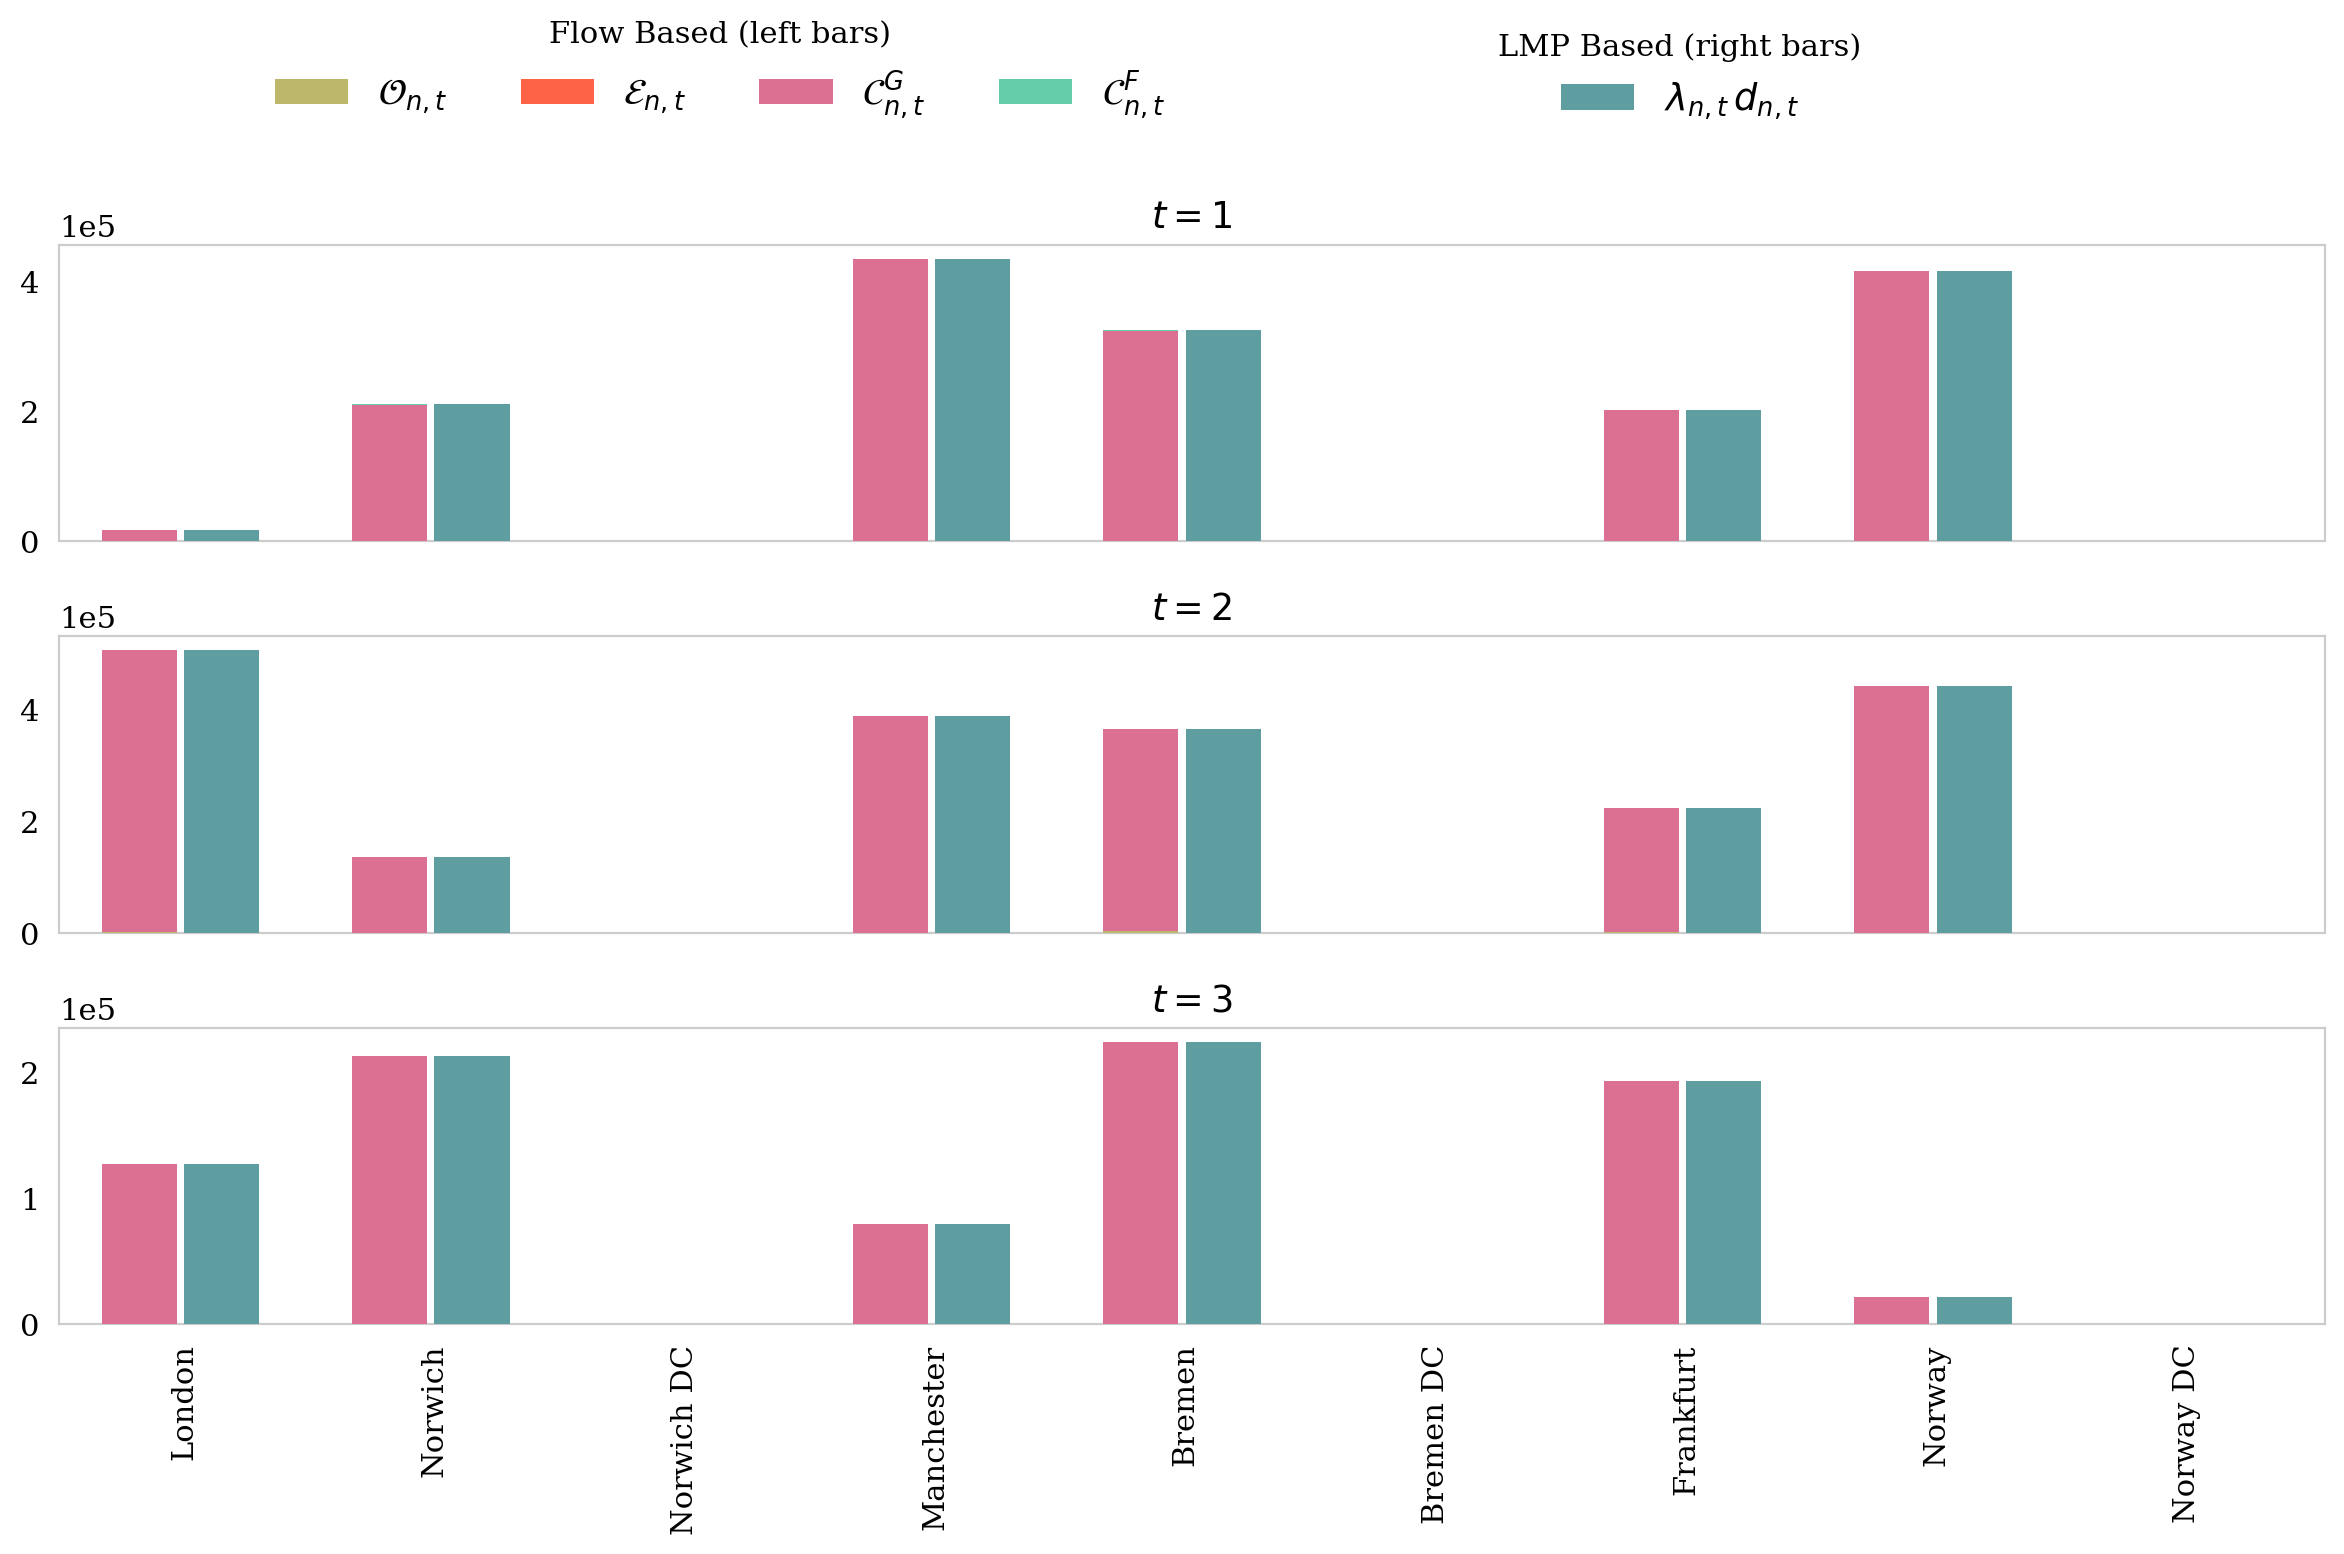 Flow Based (left bars)
𝒪n,t ℰn,t 𝒞Gn,t 𝒞Fn,t
LMP Based (right bars)
λn,t dn,t
t = 1
1e5
4
2
0
t = 2
1e5
4
2
0
t = 3
1e5
2
1
0
London
Norwich
Norwich DC
Manchester
Bremen
Bremen DC
Frankfurt
Norway
Norway DC